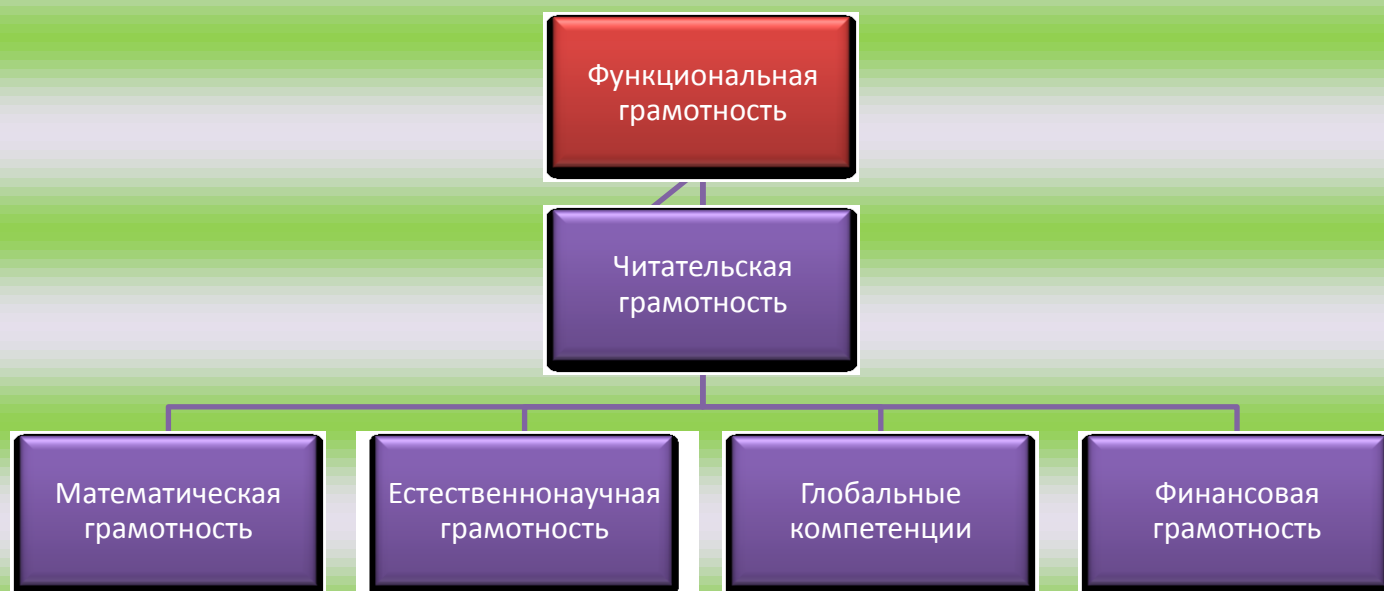 Функциональная
грамотность
Читательская
грамотность
Математическая
грамотность
Естественнонаучная
грамотность
Глобальные
компетенции
Финансовая
грамотность